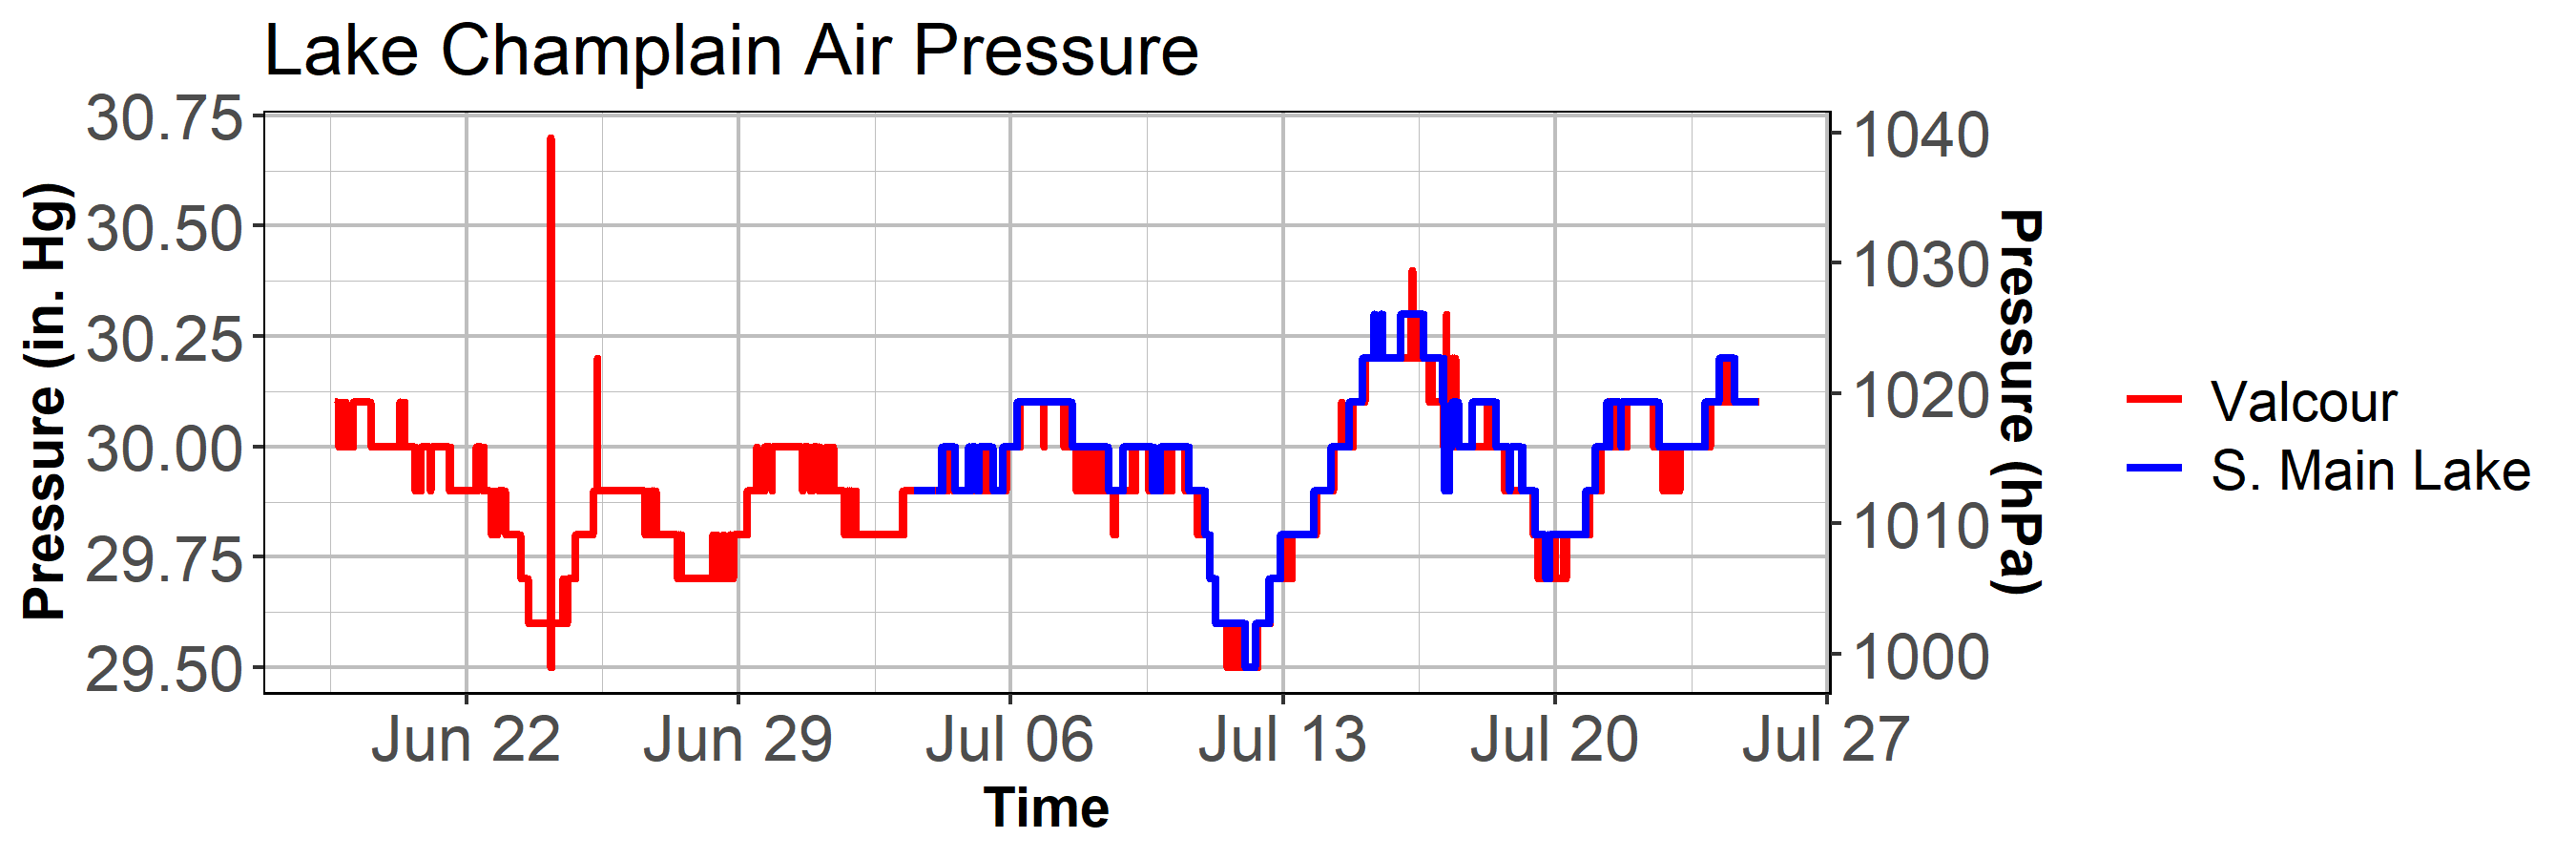 Lake Champlain Air Pressure
Pressure (in. Hg)
30.75
30.50
30.25
30.00
29.75
29.50
1040
1030
1020
1010
1000
Pressure (hPa)
Jun 22 Jun 29 Jul 06 Jul 13 Jul 20 Jul 27
Time
Valcour
S. Main Lake